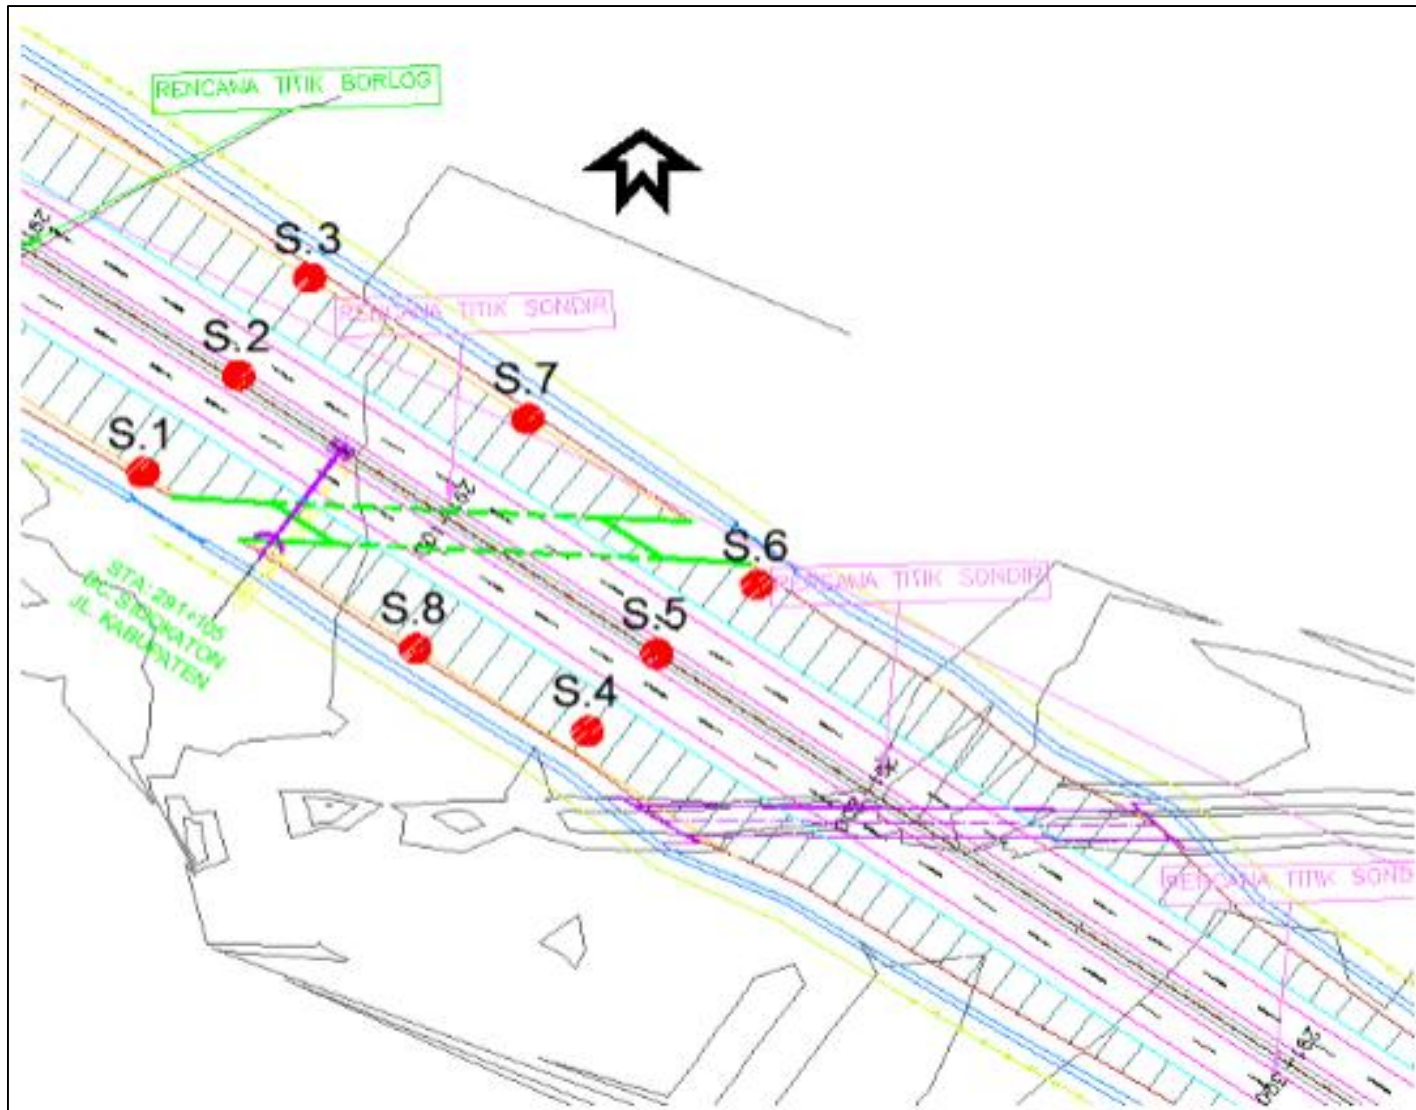 RENCANA TITIK BORLOG
S.3
RENCANA TITIK SONDIR
S.2
S.7
S.1
S.6
RENCANA TITIK SONDIR
STA: 291+105
JL. KABUPATEN
S.8
S.5
S.4
RENCANA TITIK SOND